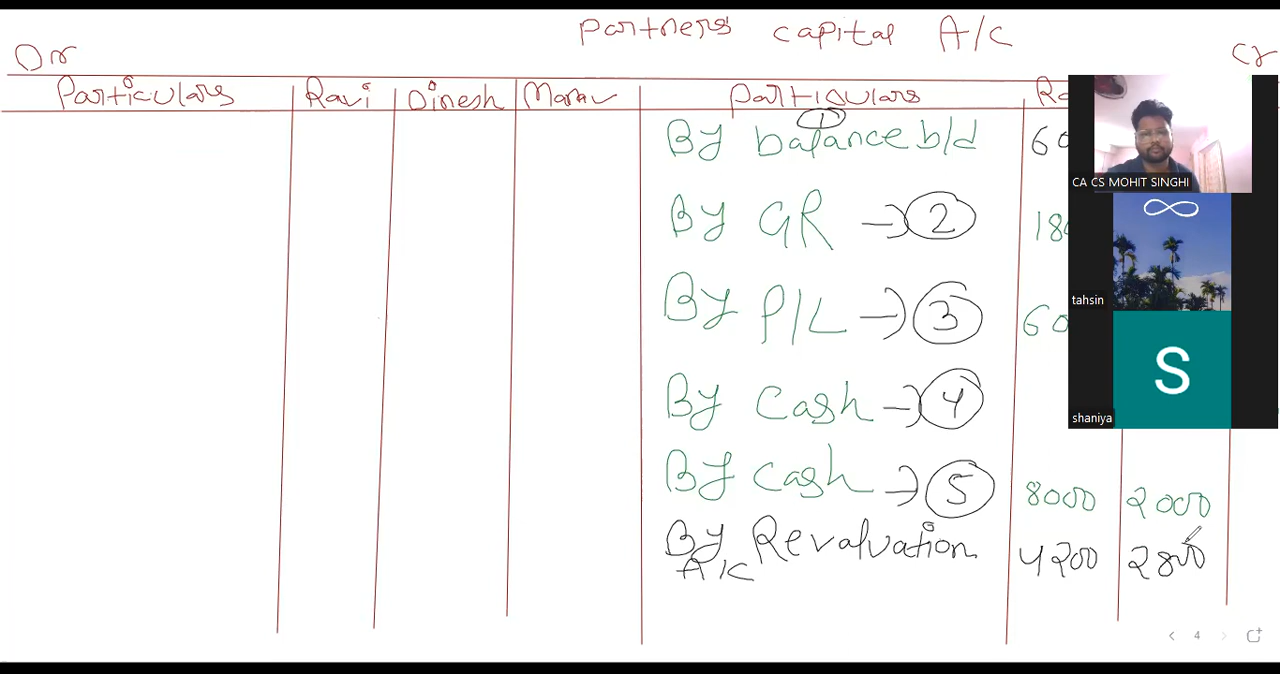 Partners' capital A/C
Dr Cr
Particulars Ravi Dinesh Manav Particulars
①
By balance b/d
By GR → ②
By P/L → ③
By Cash → ④
By Cash → ⑤ 8000 2000
By Revaluation 4200 2800
A/C
CA CS MOHIT SINGHI
tahsin
S
shaniya
4